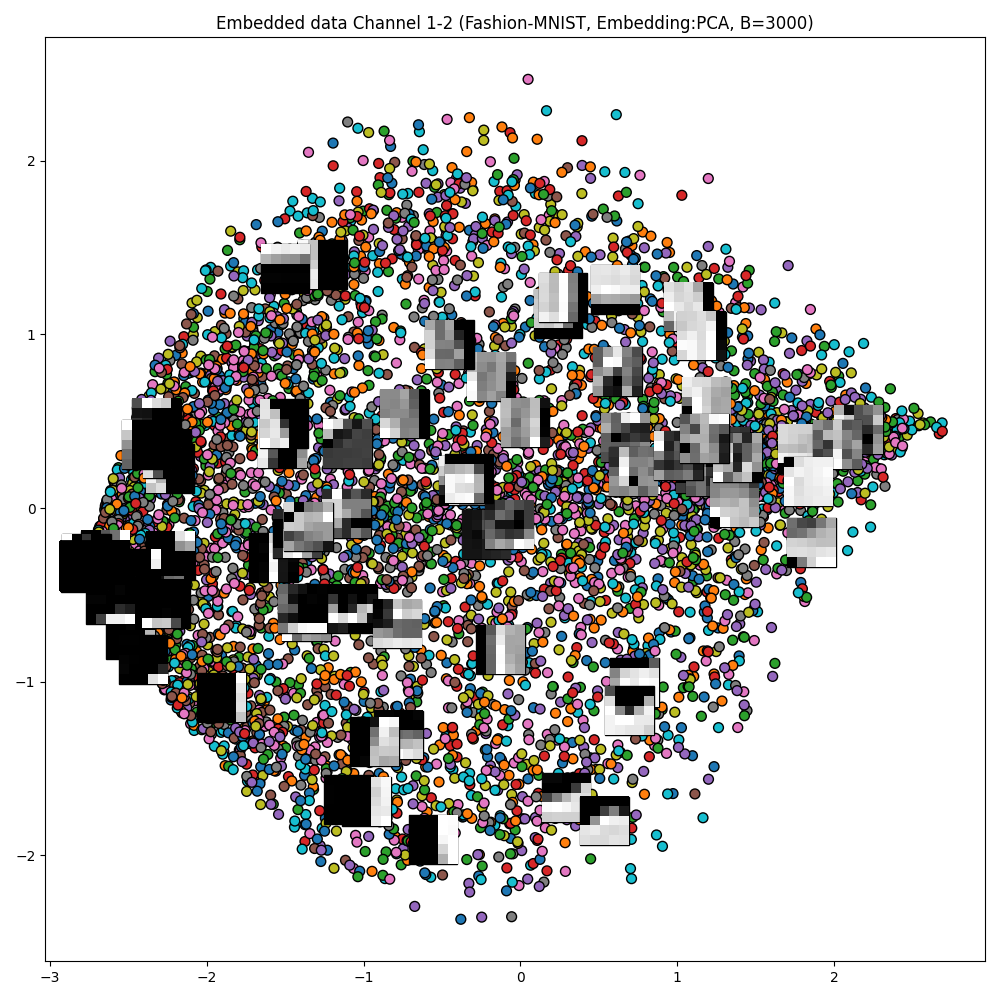 Embedded data Channel 1-2 (Fashion-MNIST, Embedding:PCA, B=3000)
2
1
0
−1
−2
−3 −2 −1 0 1 2